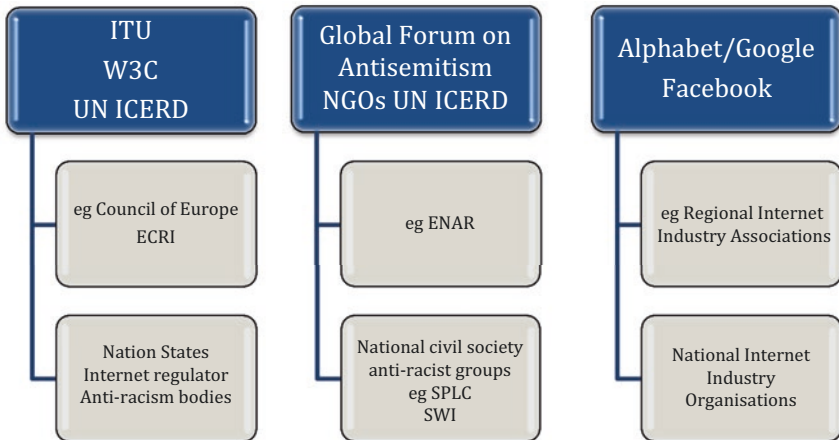 ITU
W3C
UN ICERD
eg Council of Europe
ECRI
Nation States
Internet regulator
Anti-racism bodies
Global Forum on
Antisemitism
NGOs UN ICERD
eg ENAR
National civil society
anti-racist groups
eg SPLC
SWI
Alphabet/Google
Facebook
eg Regional Internet
Industry Associations
National Internet
Industry
Organisations